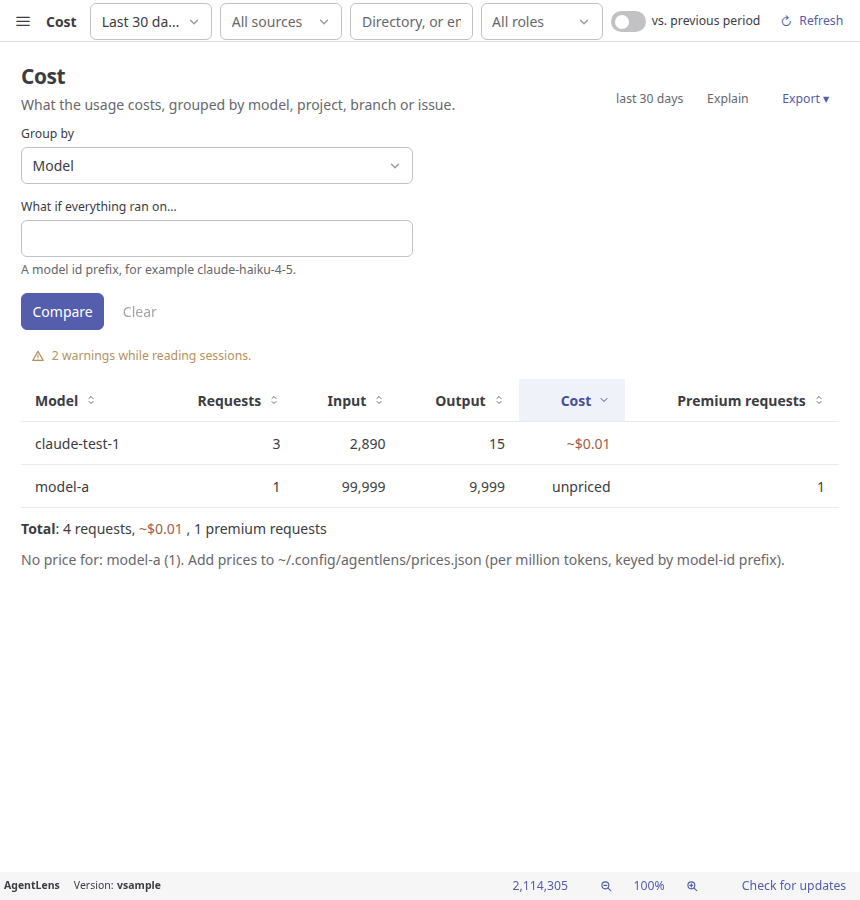 Cost Last 30 da... All sources Directory, or en All roles vs. previous period Refresh
Cost
What the usage costs, grouped by model, project, branch or issue.
last 30 days Explain Export ▾
Group by
Model
What if everything ran on...
A model id prefix, for example claude-haiku-4-5.
Compare Clear
2 warnings while reading sessions.
Model Requests Input Output Cost Premium requests
claude-test-1 3 2,890 15 ~$0.01
model-a 1 99,999 9,999 unpriced 1
Total: 4 requests, ~$0.01 , 1 premium requests
No price for: model-a (1). Add prices to ~/.config/agentlens/prices.json (per million tokens, keyed by model-id prefix).
AgentLens Version: vsample 2,114,305 100% Check for updates